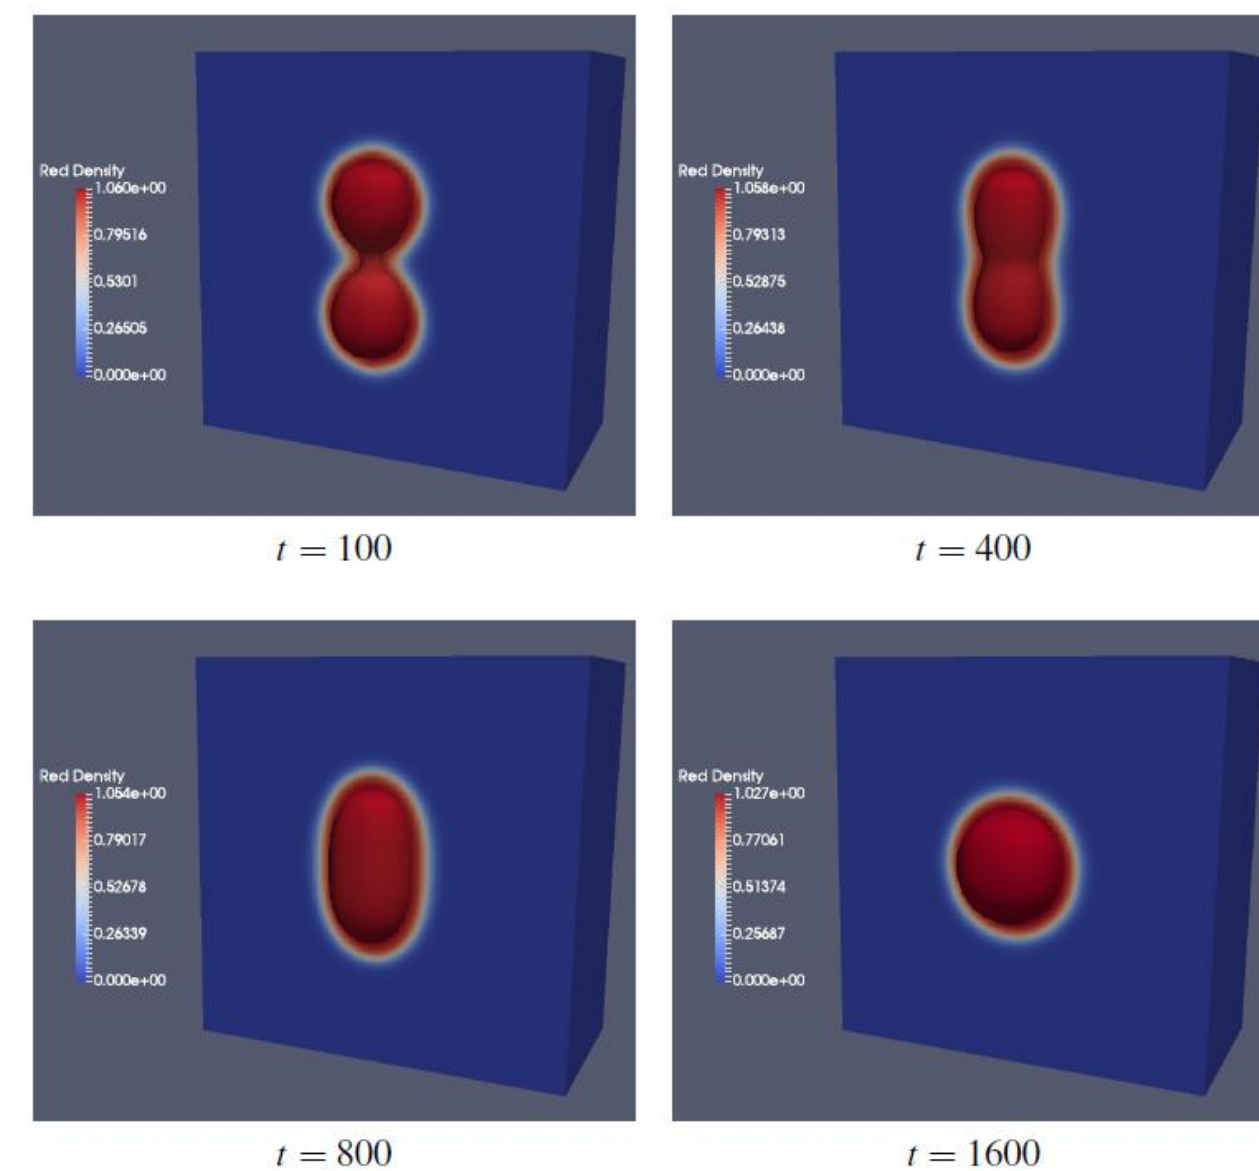 Red Density
1.060e+00
0.79516
0.5301
0.26505
0.000e+00
t = 100
Red Density
1.058e+00
0.79313
0.52875
0.26438
0.000e+00
t = 400
Red Density
1.054e+00
0.79017
0.52678
0.26339
0.000e+00
t = 800
Red Density
1.027e+00
0.77061
0.51374
0.25687
0.000e+00
t = 1600